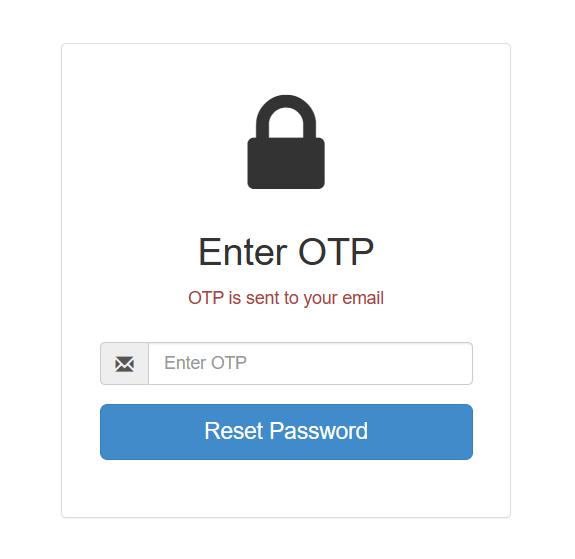 Enter OTP
OTP is sent to your email
Enter OTP
Reset Password